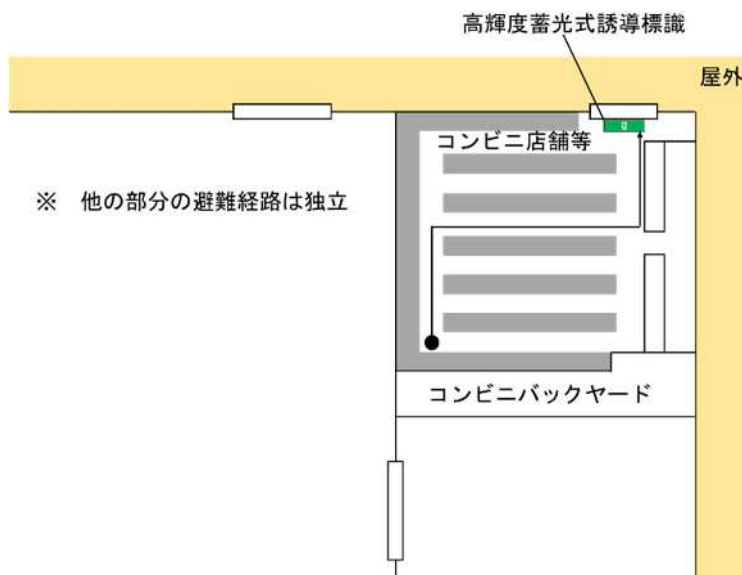 高輝度蓄光式誘導標識
屋外
コンビニ店舗等
※　他の部分の避難経路は独立
コンビニバックヤード